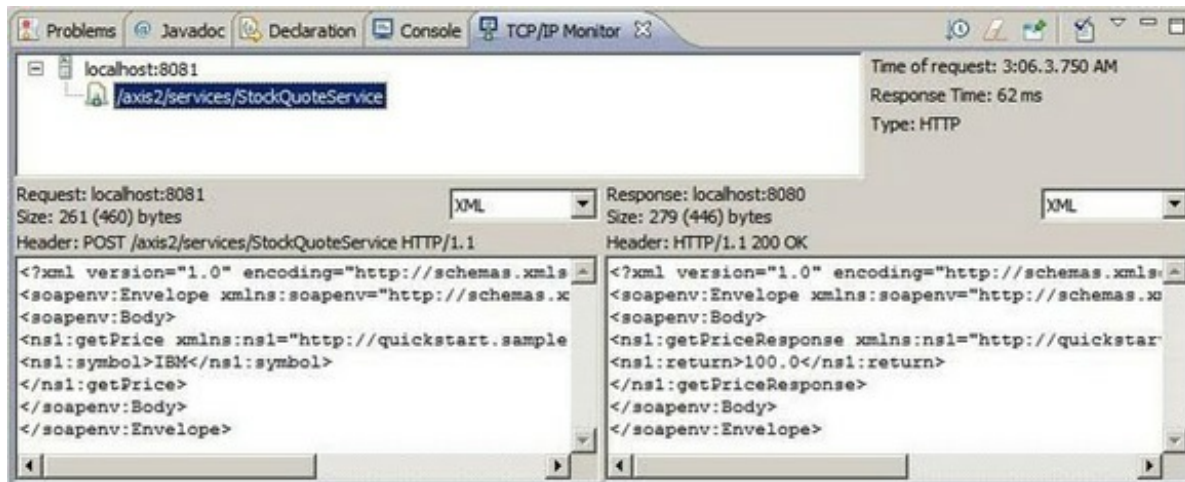 Problems @ Javadoc Declaration Console TCP/IP Monitor
localhost:8081
/axis2/services/StockQuoteService
Time of request: 3:06.3.750 AM
Response Time: 62 ms
Type: HTTP
Request: localhost:8081
Size: 261 (460) bytes
XML
Header: POST /axis2/services/StockQuoteService HTTP/1.1
<?xml version="1.0" encoding="http://schemas.xmls
<soapenv:Envelope xmlns:soapenv="http://schemas.x
<soapenv:Body>
<ns1:getPrice xmlns:ns1="http://quickstart.sample
<ns1:symbol>IBM</ns1:symbol>
</ns1:getPrice>
</soapenv:Body>
</soapenv:Envelope>
Response: localhost:8080
Size: 279 (446) bytes
XML
Header: HTTP/1.1 200 OK
<?xml version="1.0" encoding="http://schemas.xmls
<soapenv:Envelope xmlns:soapenv="http://schemas.xm
<soapenv:Body>
<ns1:getPriceResponse xmlns:ns1="http://quickstar
<ns1:return>100.0</ns1:return>
</ns1:getPriceResponse>
</soapenv:Body>
</soapenv:Envelope>